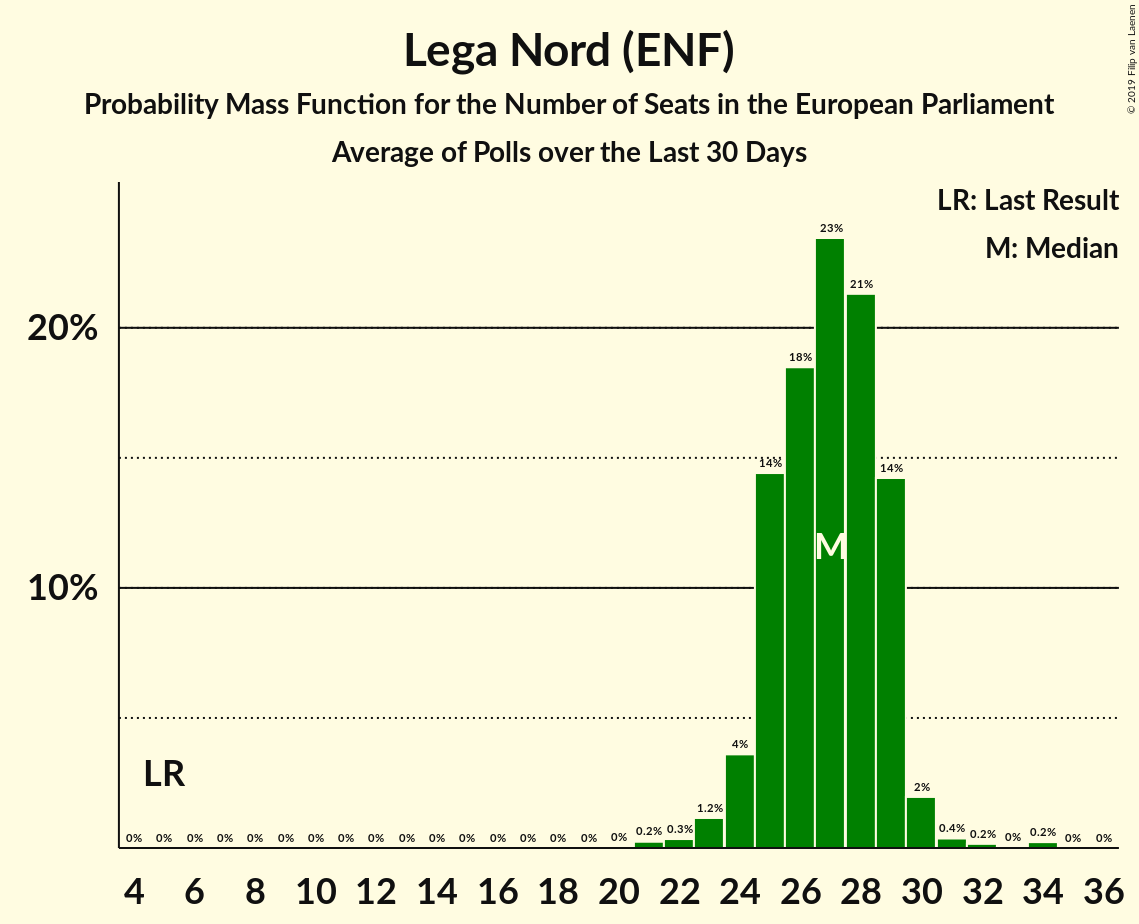 Lega Nord (ENF)
Probability Mass Function for the Number of Seats in the European Parliament
Average of Polls over the Last 30 Days
© 2019 Filip van Laenen
LR: Last Result
M: Median
20%
10%
0% 0% 0% 0% 0% 0% 0% 0% 0% 0% 0% 0% 0% 0% 0% 0% 0% 0.2% 0.3% 1.2% 4% 14% 18% 23% 21% 14% 2% 0.4% 0.2% 0% 0.2% 0% 0%
LR
M
4 6 8 10 12 14 16 18 20 22 24 26 28 30 32 34 36